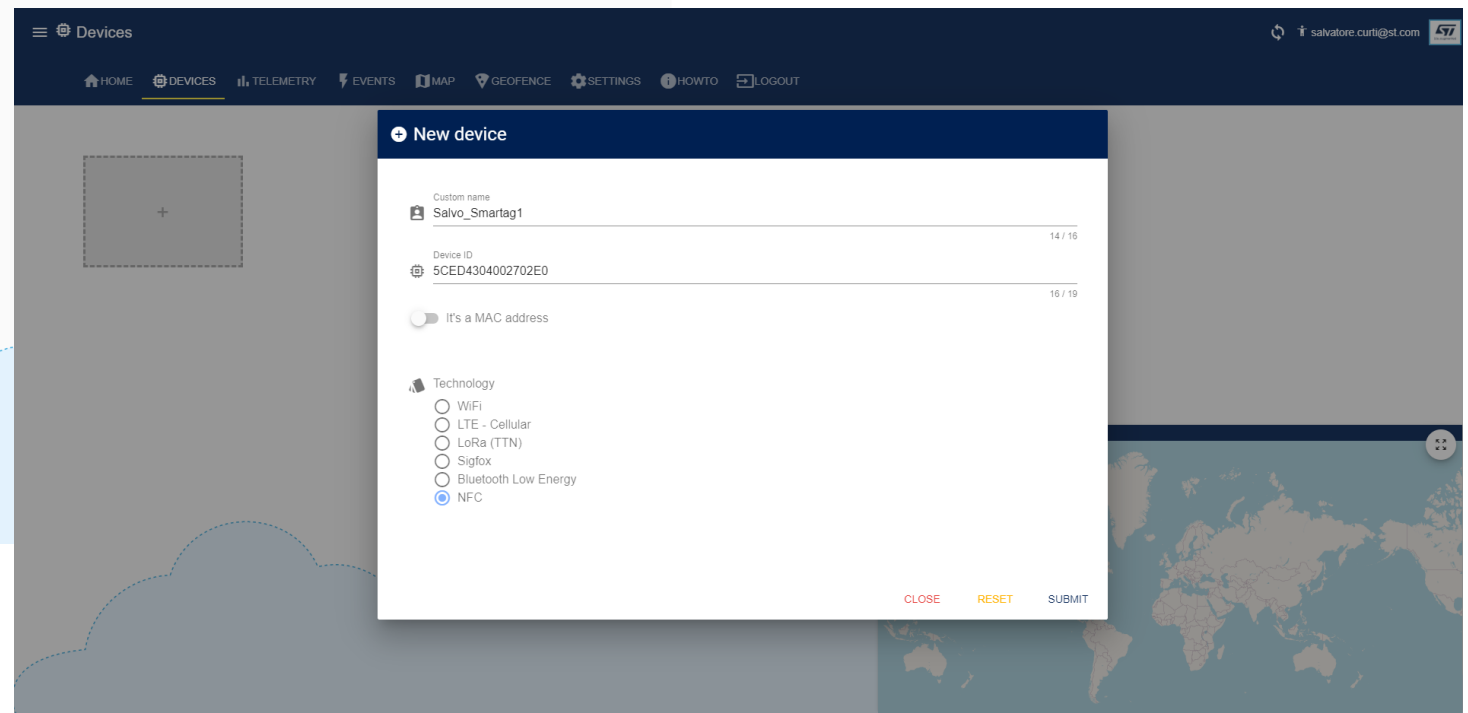 Devices
salvatore.curti@st.com
HOME DEVICES TELEMETRY EVENTS MAP GEOFENCE SETTINGS HOWTO LOGOUT
New device
Custom name
Salvo_Smartag1
14 / 16
Device ID
5CED4304002702E0
16 / 19
It's a MAC address
Technology
WiFi
LTE - Cellular
LoRa (TTN)
Sigfox
Bluetooth Low Energy
NFC
CLOSE RESET SUBMIT